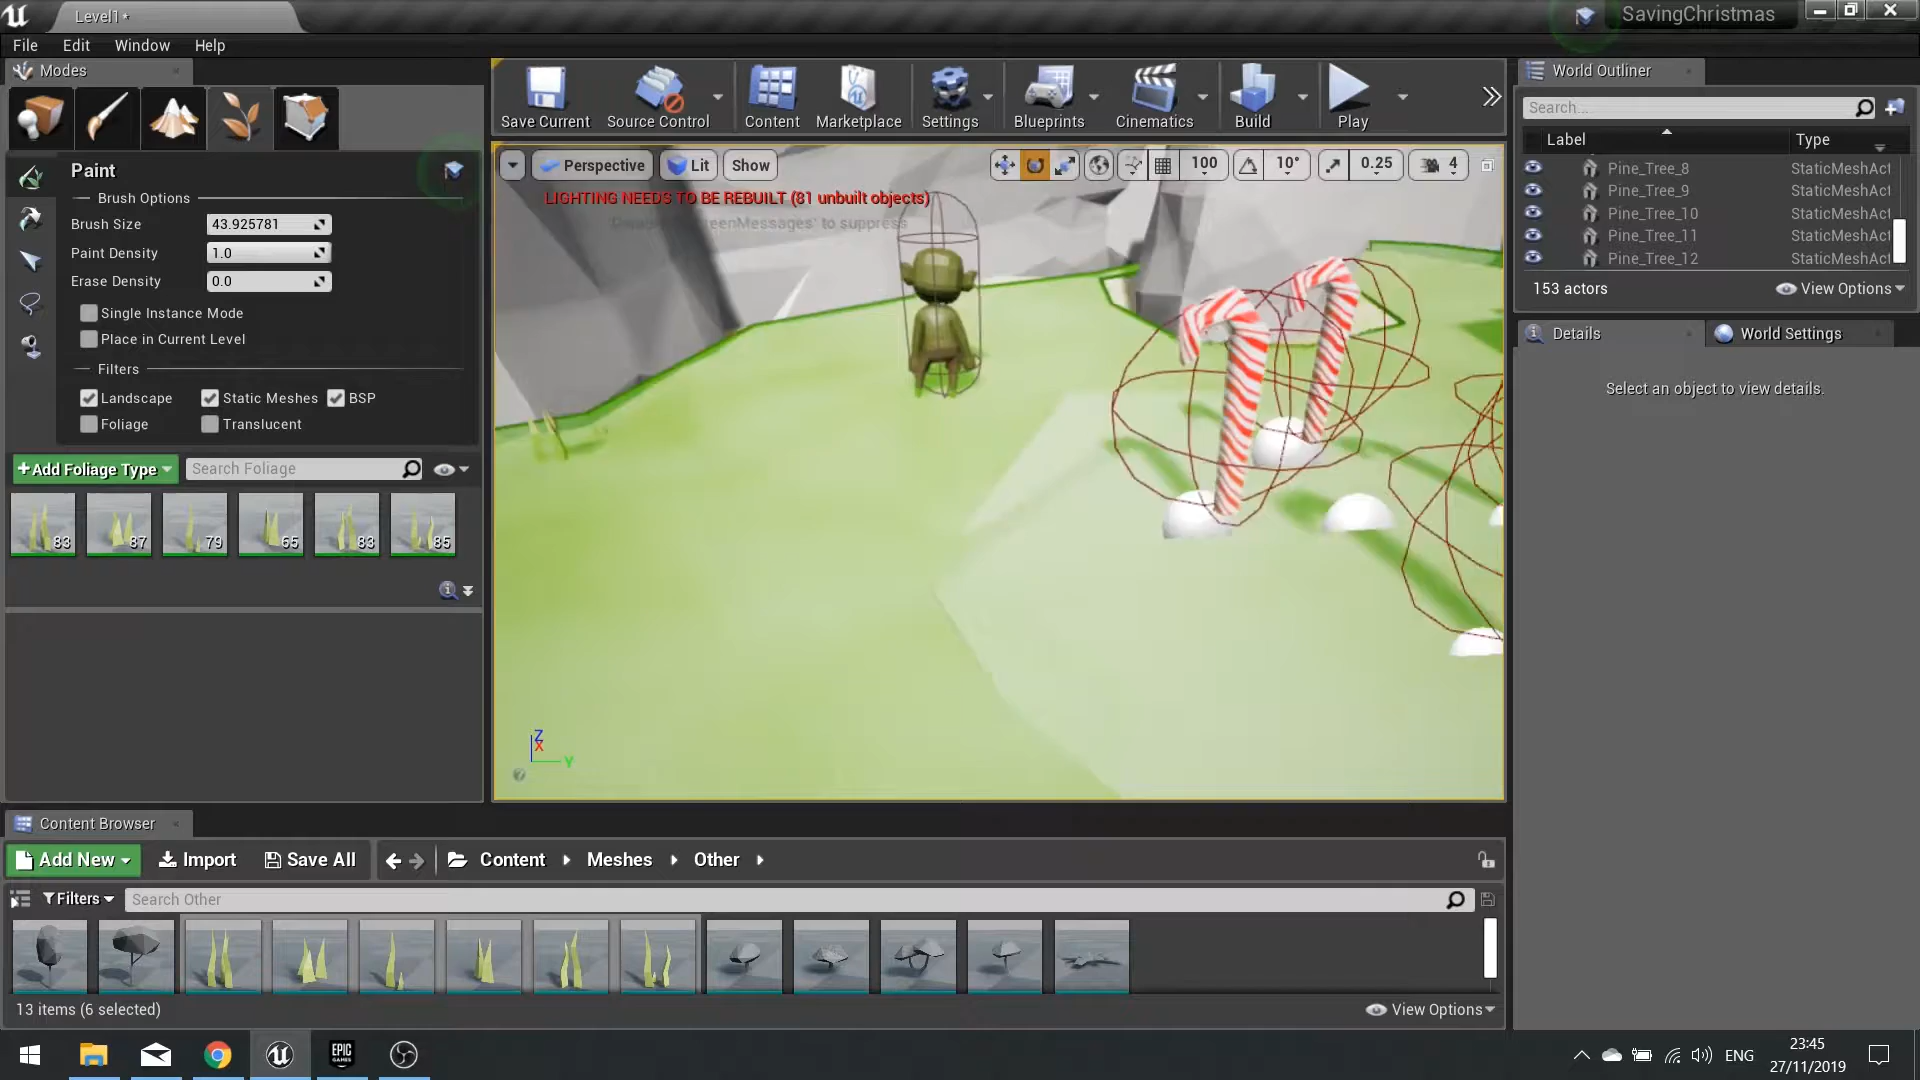 Level1*
SavingChristmas
File Edit Window Help
Modes
Paint
Brush Options
Brush Size 43.925781
Paint Density 1.0
Erase Density 0.0
Single Instance Mode
Place in Current Level
Filters
Landscape Static Meshes BSP
Foliage Translucent
+Add Foliage Type Search Foliage
83 87 79 65 83 85
Save Current Source Control Content Marketplace Settings Blueprints Cinematics Build Play
Perspective Lit Show 100 10° 0.25 4
LIGHTING NEEDS TO BE REBUILT (81 unbuilt objects)
to suppress
Z
X
Y
World Outliner
Search...
Label Type
Pine_Tree_8 StaticMeshAct
Pine_Tree_9 StaticMeshAct
Pine_Tree_10 StaticMeshAct
Pine_Tree_11 StaticMeshAct
Pine_Tree_12 StaticMeshAct
153 actors View Options
Details World Settings
Select an object to view details.
Content Browser
Add New Import Save All Content Meshes Other
Filters Search Other
13 items (6 selected) View Options
EPIC
GAMES
ENG
23:45
27/11/2019